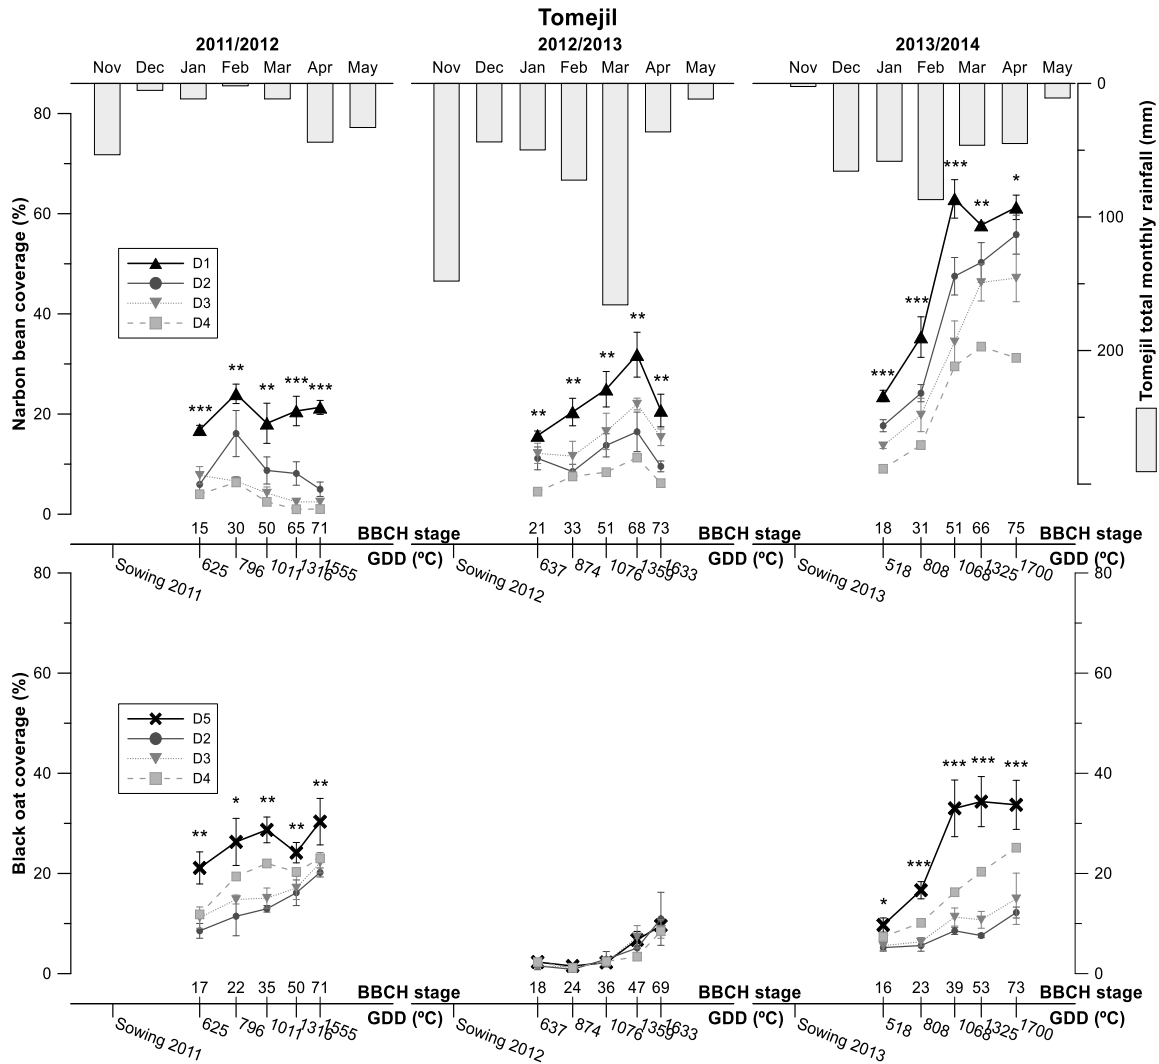 Tomejil
2011/2012 2012/2013 2013/2014
Nov Dec Jan Feb Mar Apr May Nov Dec Jan Feb Mar Apr May Nov Dec Jan Feb Mar Apr May
0
100
200
Tomejil total monthly rainfall (mm)
80
60
40
20
0
Narbon bean coverage (%)
D1
D2
D3
D4
*** ** ** *** ***
** ** ** ** **
*** *** *** ** *
15 30 50 65 71 BBCH stage 21 33 51 68 73 BBCH stage 18 31 51 66 75
GDD (ºC) GDD (ºC)
Sowing 2011 625 796 1011 1316 1555 Sowing 2012 637 874 1076 1359 1633 Sowing 2013 518 808 1068 1325 1700
80
60
40
20
0
Black oat coverage (%)
D5
D2
D3
D4
** * ** ** **
* *** *** *** ***
80
60
40
20
0
17 22 35 50 71 BBCH stage 18 24 36 47 69 BBCH stage 16 23 39 53 73
GDD (ºC) GDD (ºC)
Sowing 2011 625 796 1011 1316 1555 Sowing 2012 637 874 1076 1359 1633 Sowing 2013 518 808 1068 1325 1700